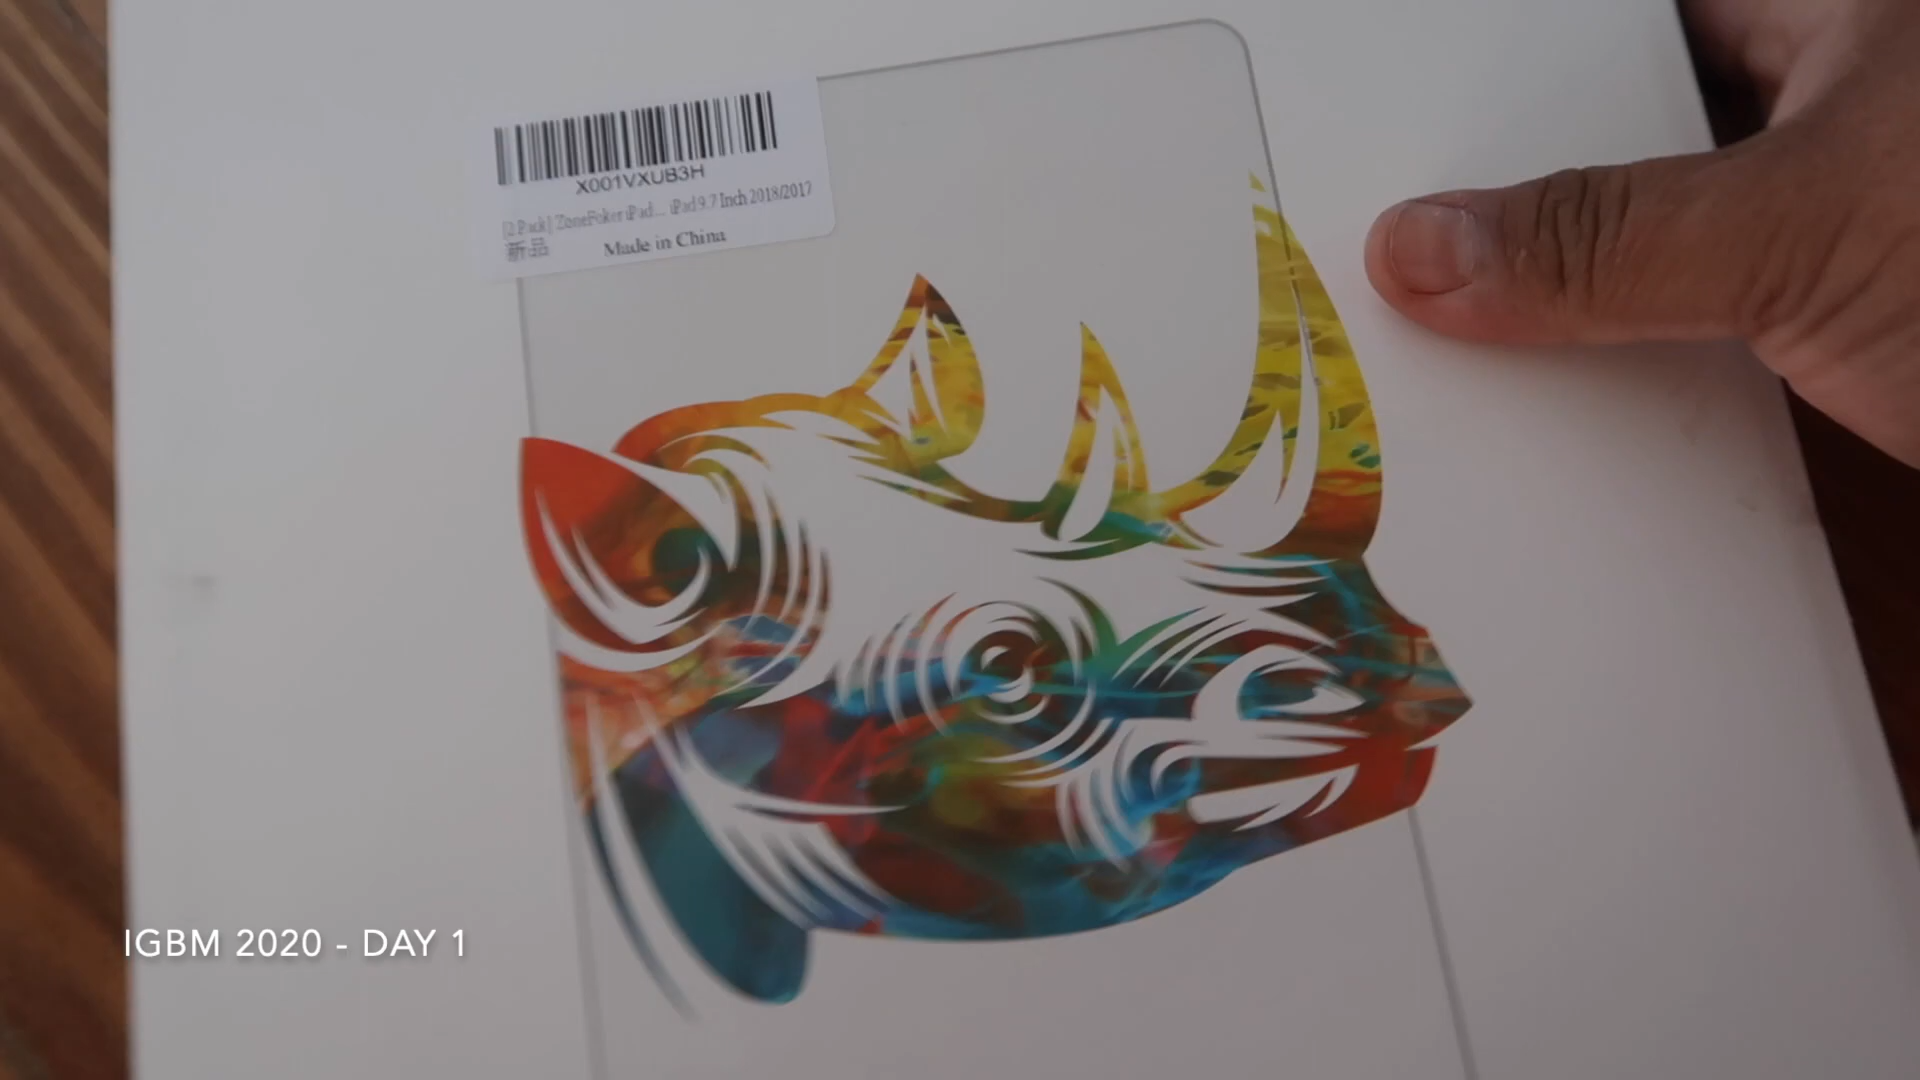 X001VXUB3H
[2 Pack] ZoneFoker iPad... iPad 9.7 Inch 2018/2017
新品 Made in China
IGBM 2020 - DAY 1